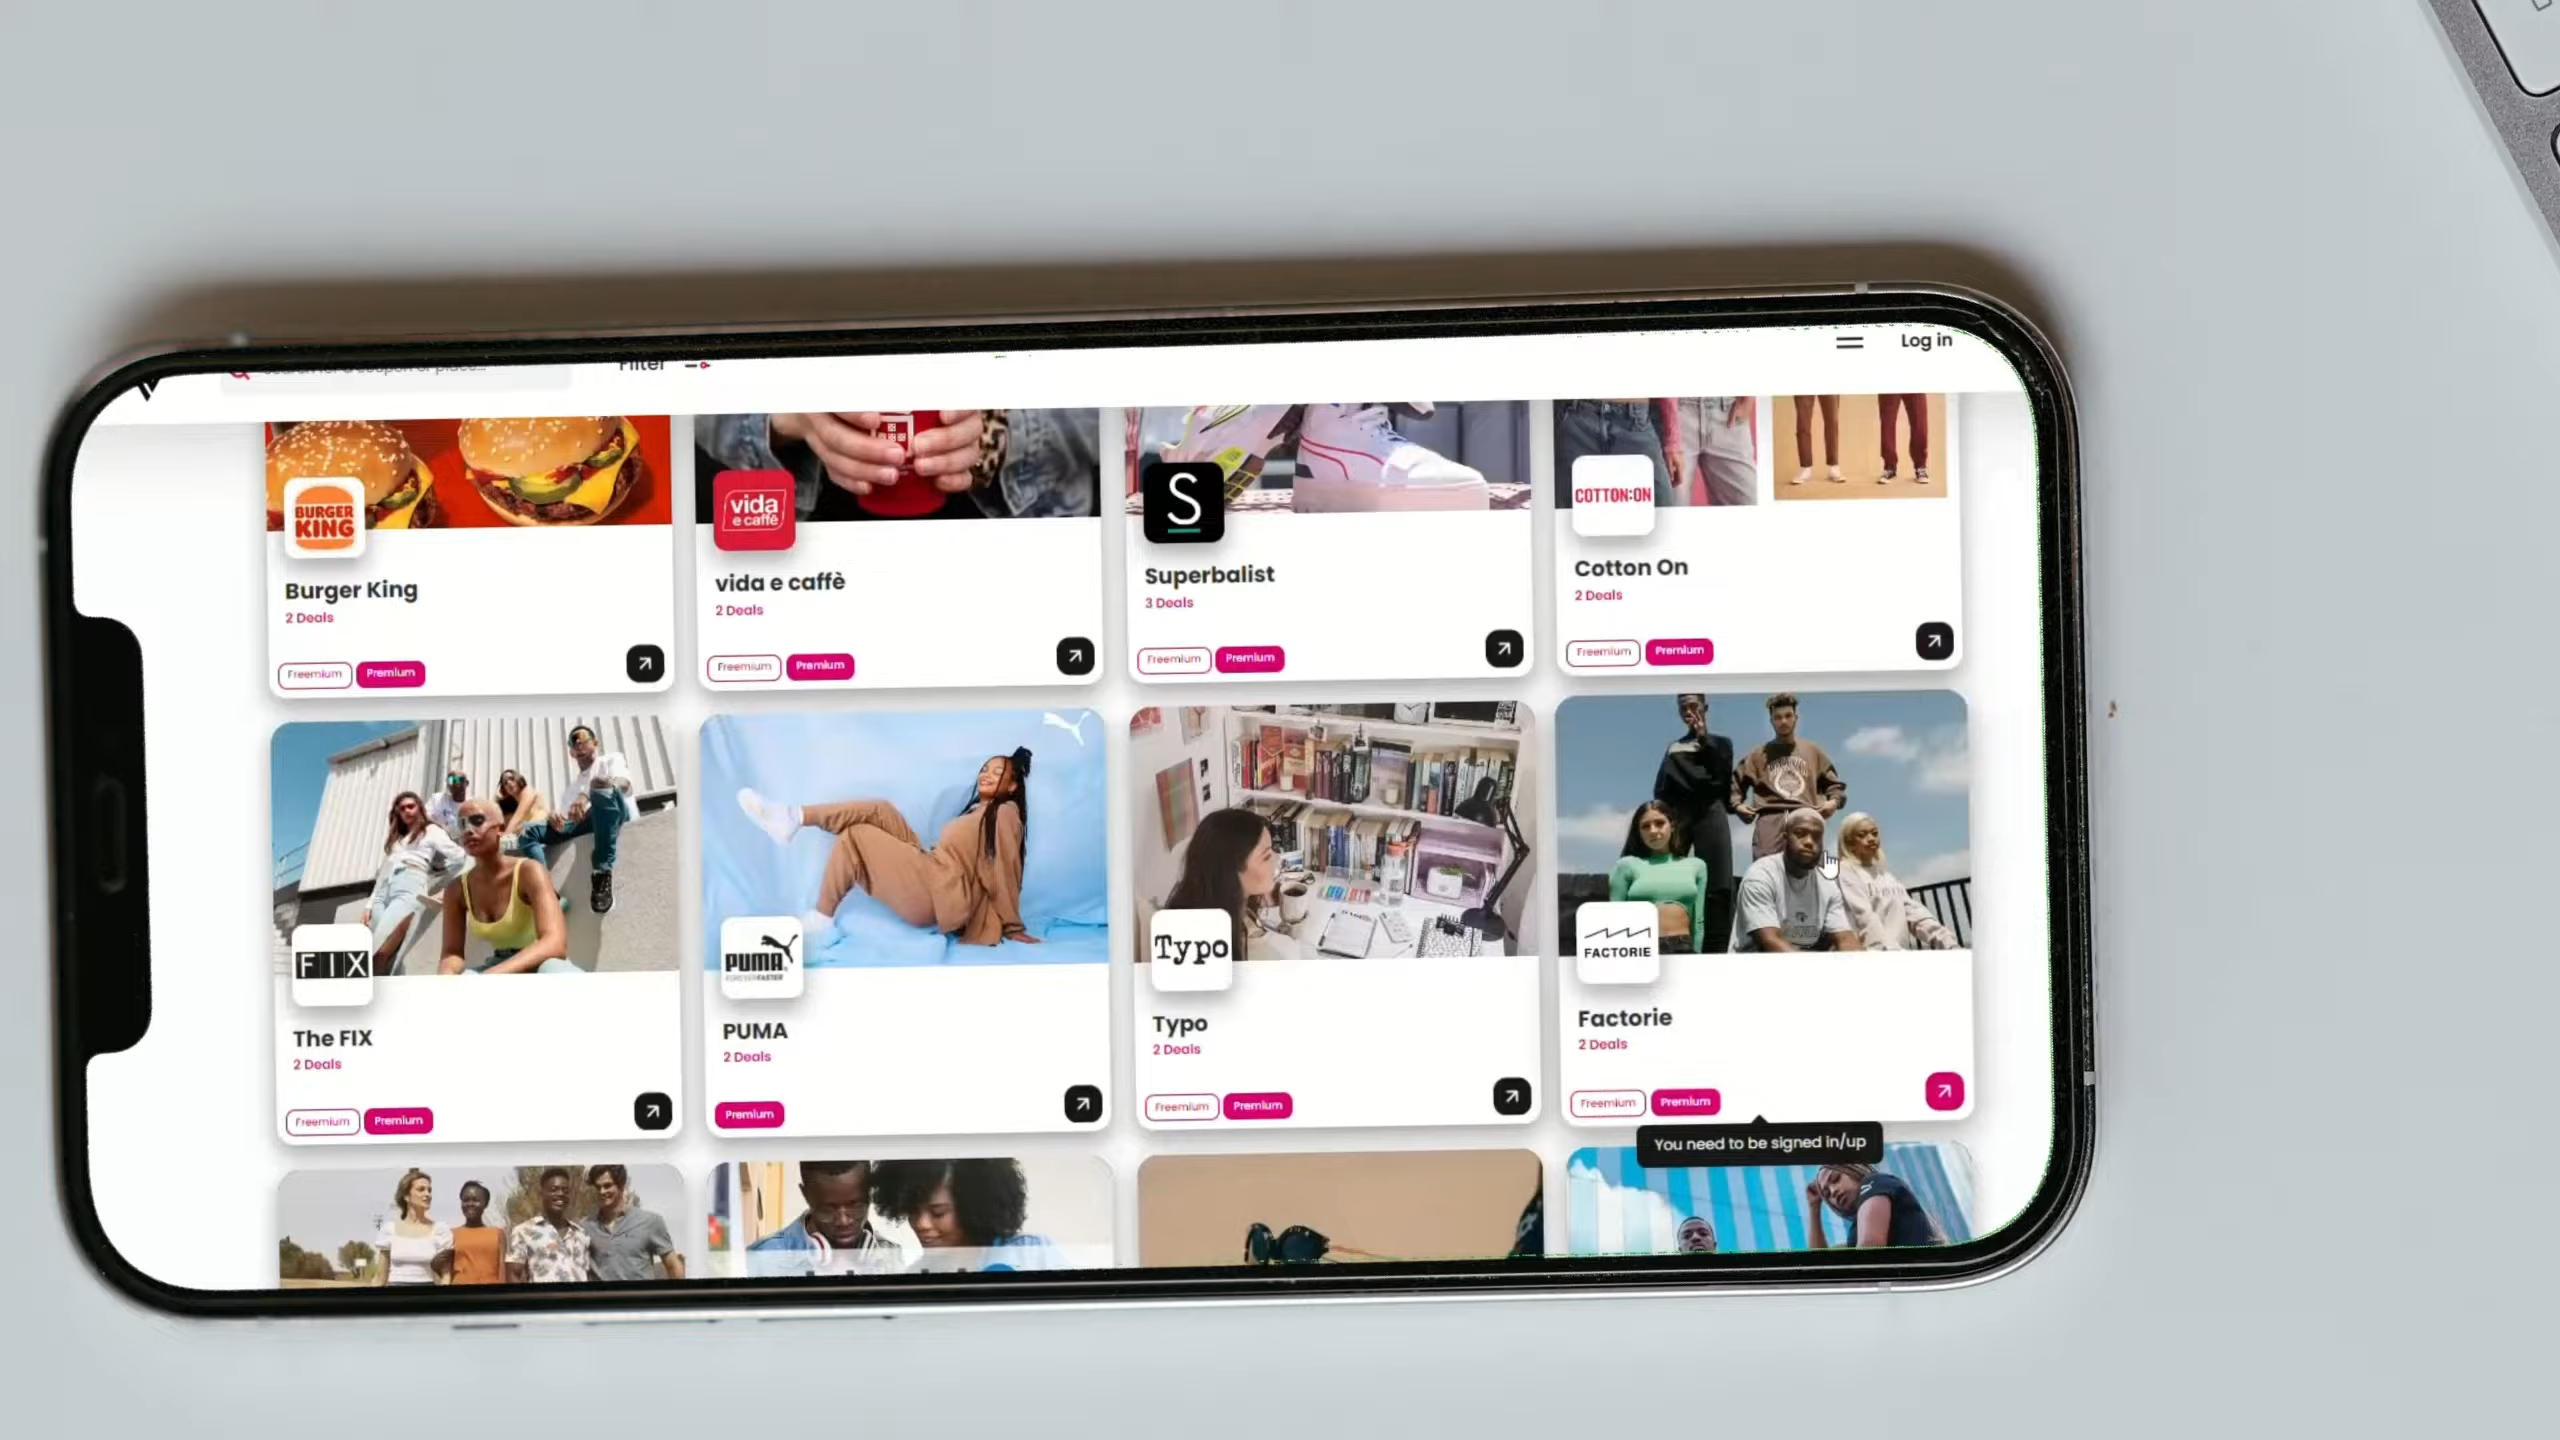 Log in
Filter
BURGER KING
vida e caffè
S
COTTON:ON
Burger King
2 Deals
Freemium Premium
vida e caffè
2 Deals
Freemium Premium
Superbalist
3 Deals
Freemium Premium
Cotton On
2 Deals
Freemium Premium
FIX
PUMA
FOREVER FASTER
Typo
FACTORIE
The FIX
2 Deals
Freemium Premium
PUMA
2 Deals
Premium
Typo
2 Deals
Freemium Premium
Factorie
2 Deals
Freemium Premium
You need to be signed in/up